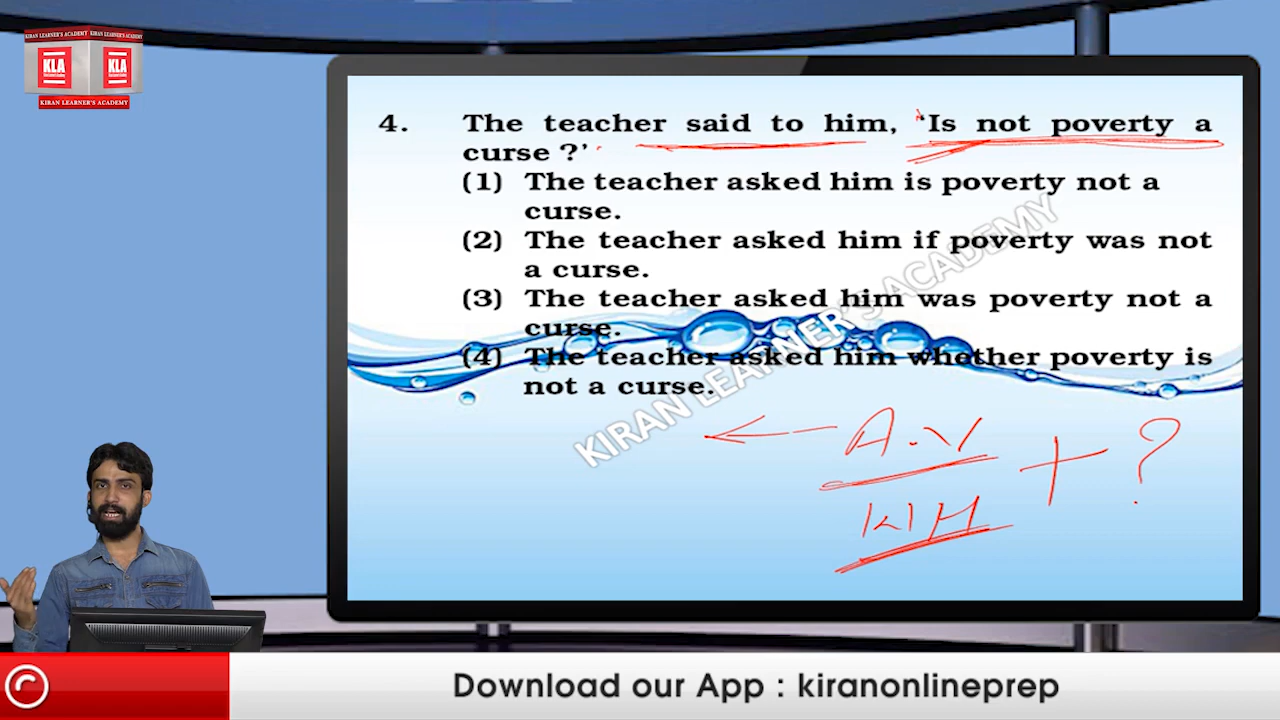 KIRAN LEARNER'S ACADEMY KIRAN LEARNER'S ACADEMY
KLA KLA
KIRAN LEARNER'S ACADEMY
4. The teacher said to him, 'Is not poverty a
curse ?'
(1) The teacher asked him is poverty not a
curse.
(2) The teacher asked him if poverty was not
a curse.
(3) The teacher asked him was poverty not a
curse.
(4) The teacher asked him whether poverty is
not a curse.
KIRAN LEARNER'S ACADEMY
← A.V + ?
Download our App : kiranonlineprep